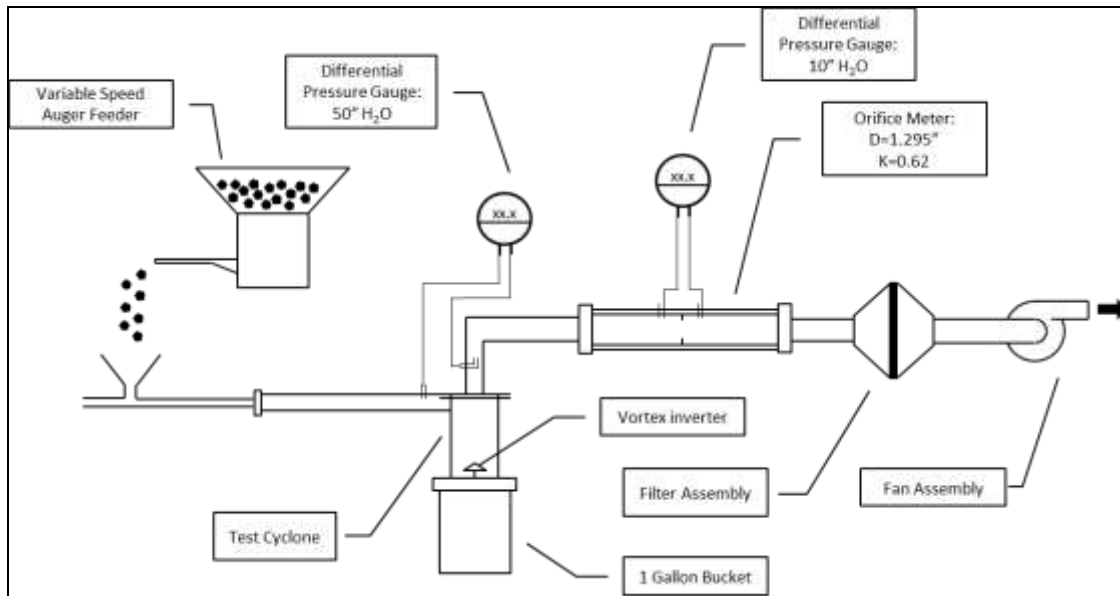 Variable Speed
Auger Feeder
Differential
Pressure Gauge:
50" H₂O
Differential
Pressure Gauge:
10" H₂O
Orifice Meter:
D=1.295"
K=0.62
xx.x
xx.x
Vortex inverter
Filter Assembly
Fan Assembly
Test Cyclone
1 Gallon Bucket